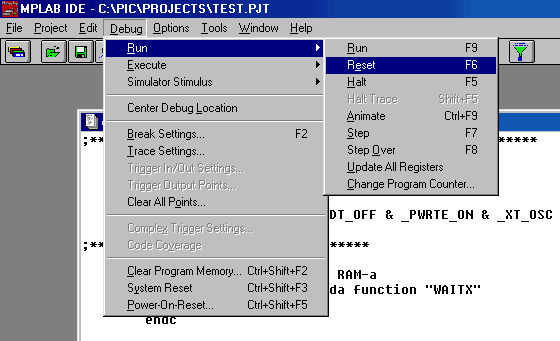 MPLAB IDE - C:\PIC\PROJECTS\TEST.PJT
File Project Edit Debug Options Tools Window Help
Run
Execute
Simulator Stimulus
Center Debug Location
Break Settings... F2
Trace Settings...
Trigger In/Out Settings...
Trigger Output Points...
Clear All Points...
Complex Trigger Settings...
Code Coverage
Clear Program Memory... Ctrl+Shift+F2
System Reset Ctrl+Shift+F3
Power-On-Reset... Ctrl+Shift+F5
Run F9
Reset F6
Halt F5
Halt Trace Shift+F5
Animate Ctrl+F9
Step F7
Step Over F8
Update All Registers
Change Program Counter...
;** *****
DT_OFF & _PWRTE_ON & _XT_OSC
;** *****
RAM-a
da function "WAITX"
endc